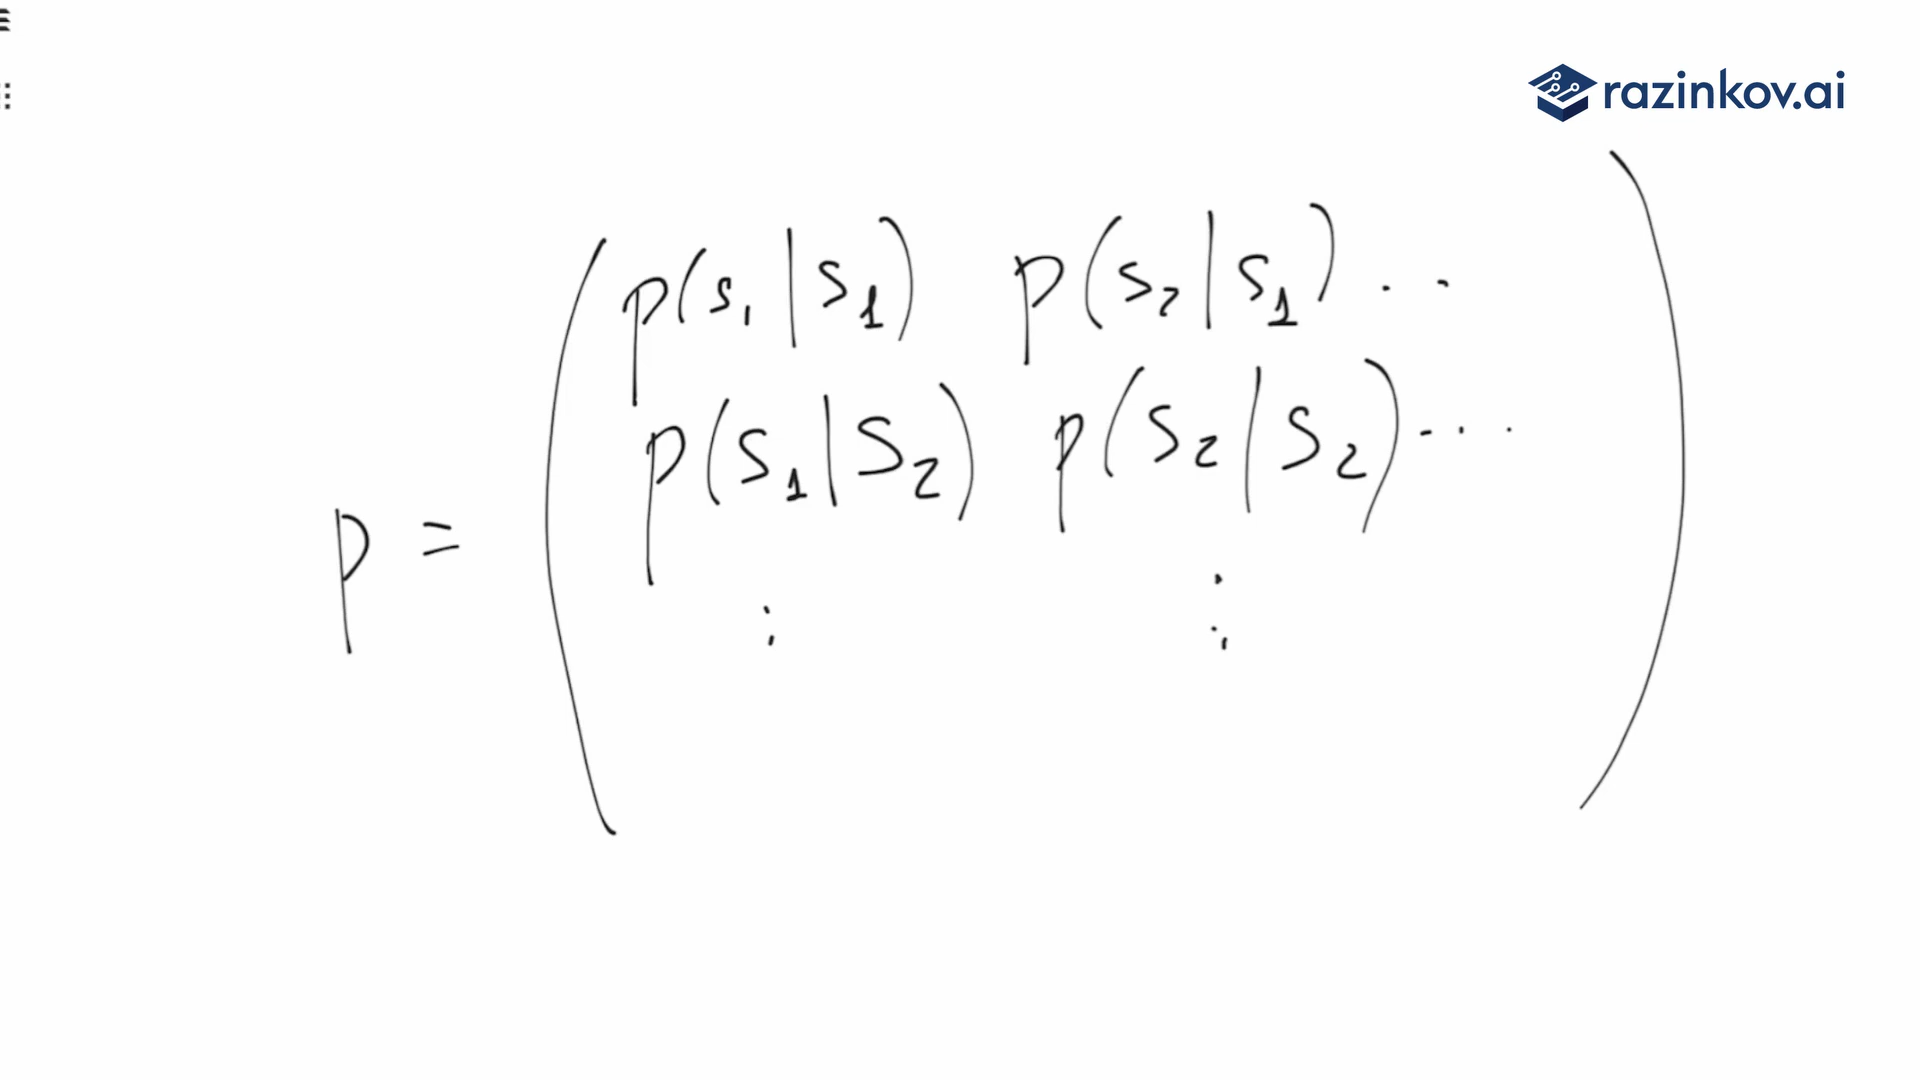 razinkov.ai
p(s₁|s₁) p(s₂|s₁) ...
p(s₁|s₂) p(s₂|s₂) ...
P =
⋮ ⋮